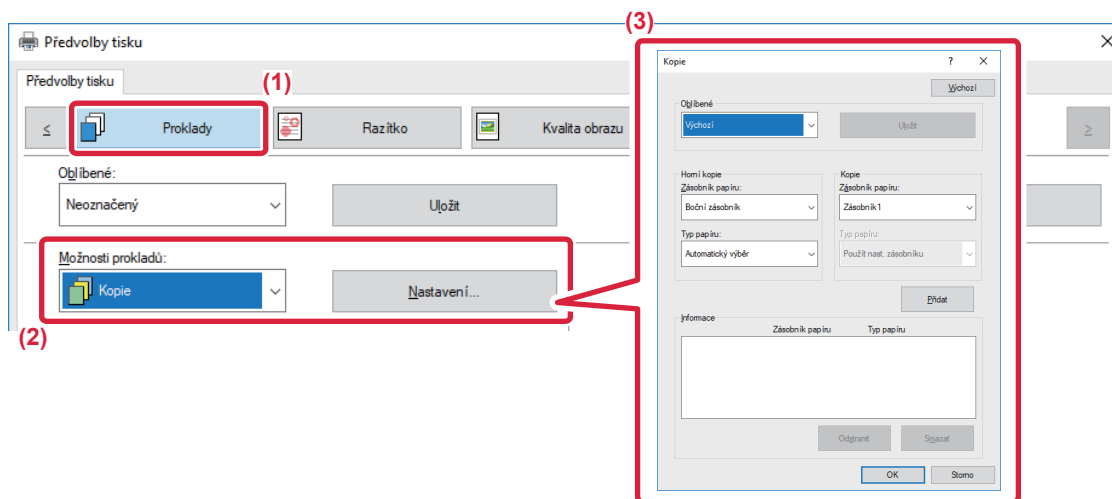 (3)
Předvolby tisku
Předvolby tisku
(1)
<
Proklady
Razítko
Kvalita obrazu
>
Oblíbené:
Neoznačený
Uložit
Možnosti prokladů:
Kopie
Nastavení...
(2)
Kopie
?
Výchozí
Oblíbené
Výchozí
Uložit
Horní kopie
Zásobník papíru:
Boční zásobník
Typ papíru:
Automatický výběr
Kopie
Zásobník papíru:
Zásobník1
Typ papíru:
Použít nast. zásobníku
Přidat
Informace
Zásobník papíru Typ papíru
Odstranit
Smazat
OK
Storno